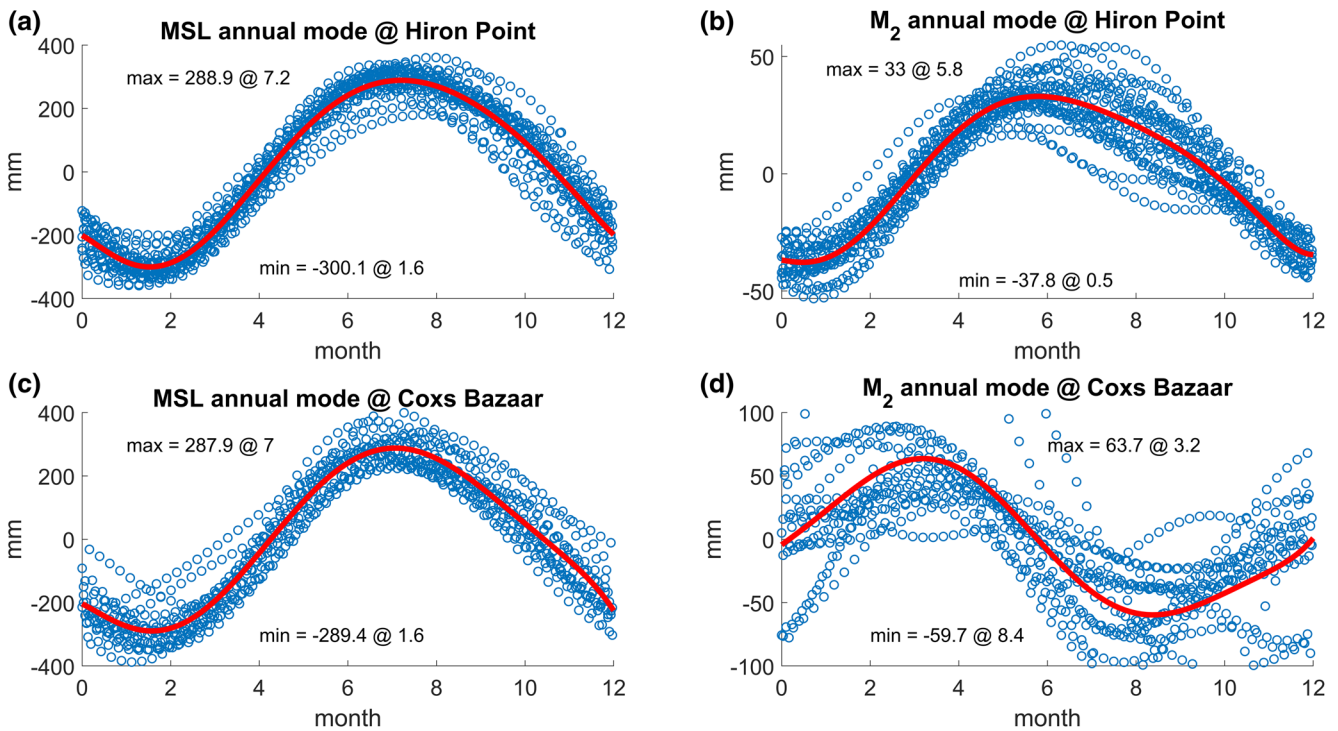 (a)
MSL annual mode @ Hiron Point
400
200
0
-200
-400
mm
max = 288.9 @ 7.2
min = -300.1 @ 1.6
0 2 4 6 8 10 12
month
(b)
M2 annual mode @ Hiron Point
50
0
-50
mm
max = 33 @ 5.8
min = -37.8 @ 0.5
0 2 4 6 8 10 12
month
(c)
MSL annual mode @ Coxs Bazaar
400
200
0
-200
-400
mm
max = 287.9 @ 7
min = -289.4 @ 1.6
0 2 4 6 8 10 12
month
(d)
M2 annual mode @ Coxs Bazaar
100
50
0
-50
-100
mm
max = 63.7 @ 3.2
min = -59.7 @ 8.4
0 2 4 6 8 10 12
month